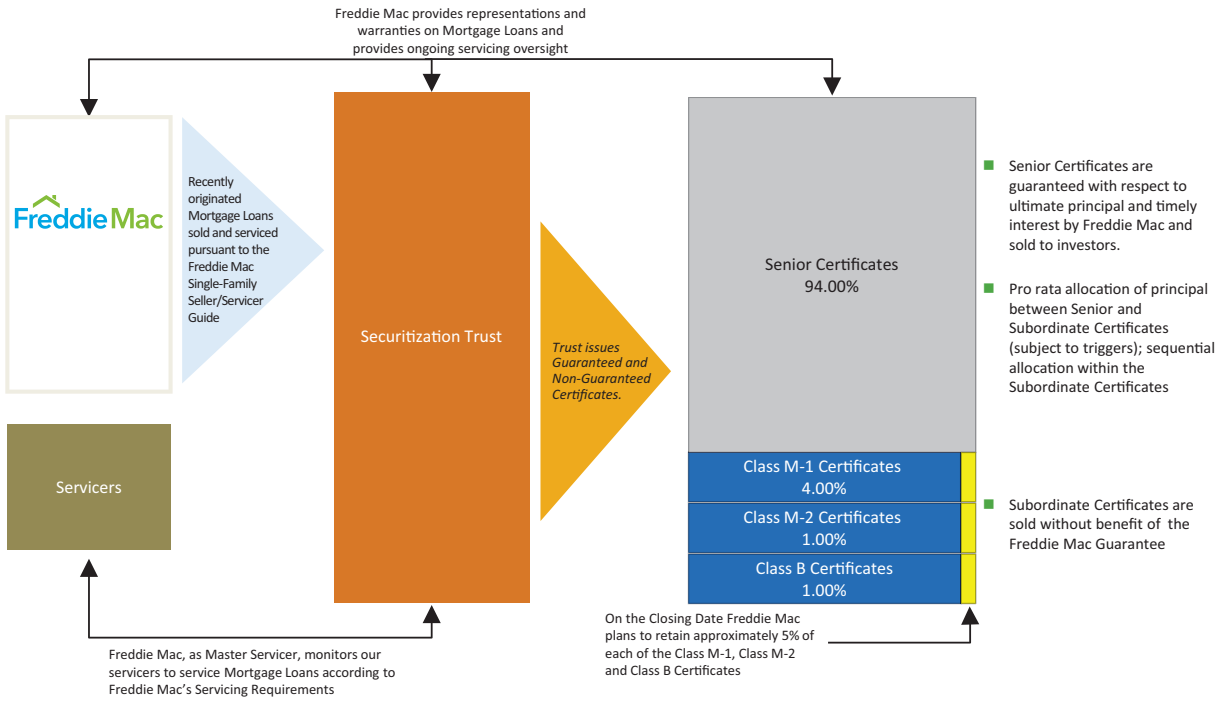 Freddie Mac provides representations and
warranties on Mortgage Loans and
provides ongoing servicing oversight
FreddieMac
Recently
originated
Mortgage Loans
sold and serviced
pursuant to the
Freddie Mac
Single-Family
Seller/Servicer
Guide
Servicers
Securitization Trust
Trust issues
Guaranteed and
Non-Guaranteed
Certificates.
Senior Certificates
94.00%
Class M-1 Certificates
4.00%
Class M-2 Certificates
1.00%
Class B Certificates
1.00%
Senior Certificates are
guaranteed with respect to
ultimate principal and timely
interest by Freddie Mac and
sold to investors.
Pro rata allocation of principal
between Senior and
Subordinate Certificates
(subject to triggers); sequential
allocation within the
Subordinate Certificates
Subordinate Certificates are
sold without benefit of the
Freddie Mac Guarantee
Freddie Mac, as Master Servicer, monitors our
servicers to service Mortgage Loans according to
Freddie Mac's Servicing Requirements
On the Closing Date Freddie Mac
plans to retain approximately 5% of
each of the Class M-1, Class M-2
and Class B Certificates